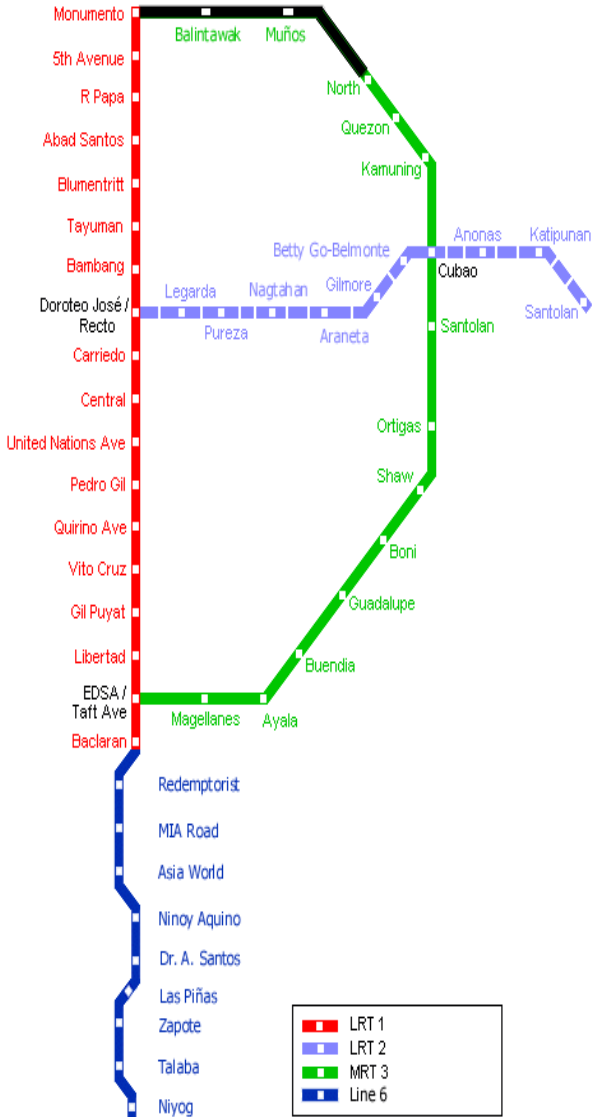 Monumento
Balintawak
Muños
5th Avenue
North
R Papa
Quezon
Abad Santos
Kamuning
Blumentritt
Tayuman
Betty Go-Belmonte
Anonas
Katipunan
Bambang
Cubao
Legarda
Nagtahan
Gilmore
Santolan
Doroteo José /
Recto
Pureza
Araneta
Santolan
Carriedo
Central
Ortigas
United Nations Ave
Shaw
Pedro Gil
Quirino Ave
Boni
Vito Cruz
Guadalupe
Gil Puyat
Libertad
Buendia
EDSA /
Taft Ave
Magellanes
Ayala
Baclaran
Redemptorist
MIA Road
Asia World
Ninoy Aquino
Dr. A. Santos
Las Piñas
Zapote
Talaba
Niyog
LRT 1
LRT 2
MRT 3
Line 6